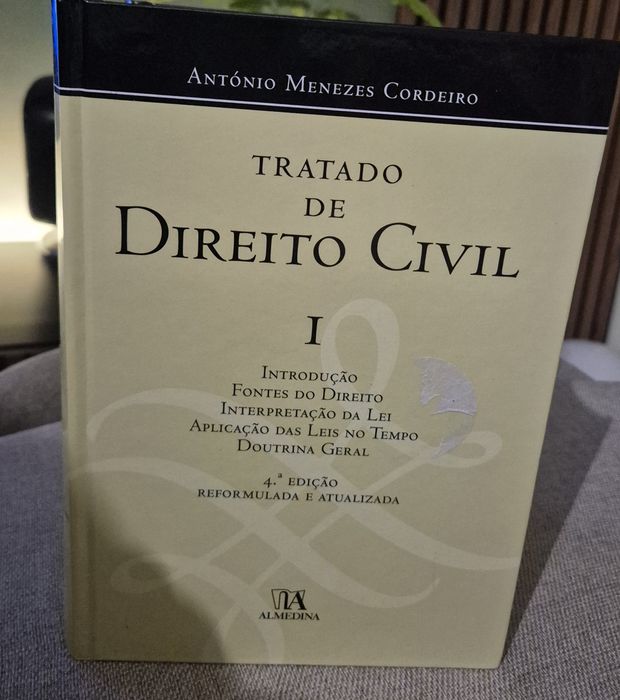 António Menezes Cordeiro
Tratado
de
Direito Civil
I
Introdução
Fontes do Direito
Interpretação da Lei
Aplicação das Leis no Tempo
Doutrina Geral
4.ª edição
reformulada e atualizada
NA
ALMEDINA